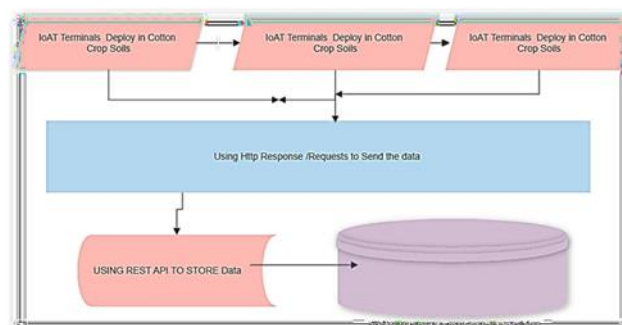 IoAT Terminals Deploy in Cotton
Crop Soils
IoAT Terminals Deploy in Cotton
Crop Soils
IoAT Terminals Deploy in Cotton
Crop Soils
Using Http Response /Requests to Send the data
USING REST API TO STORE Data